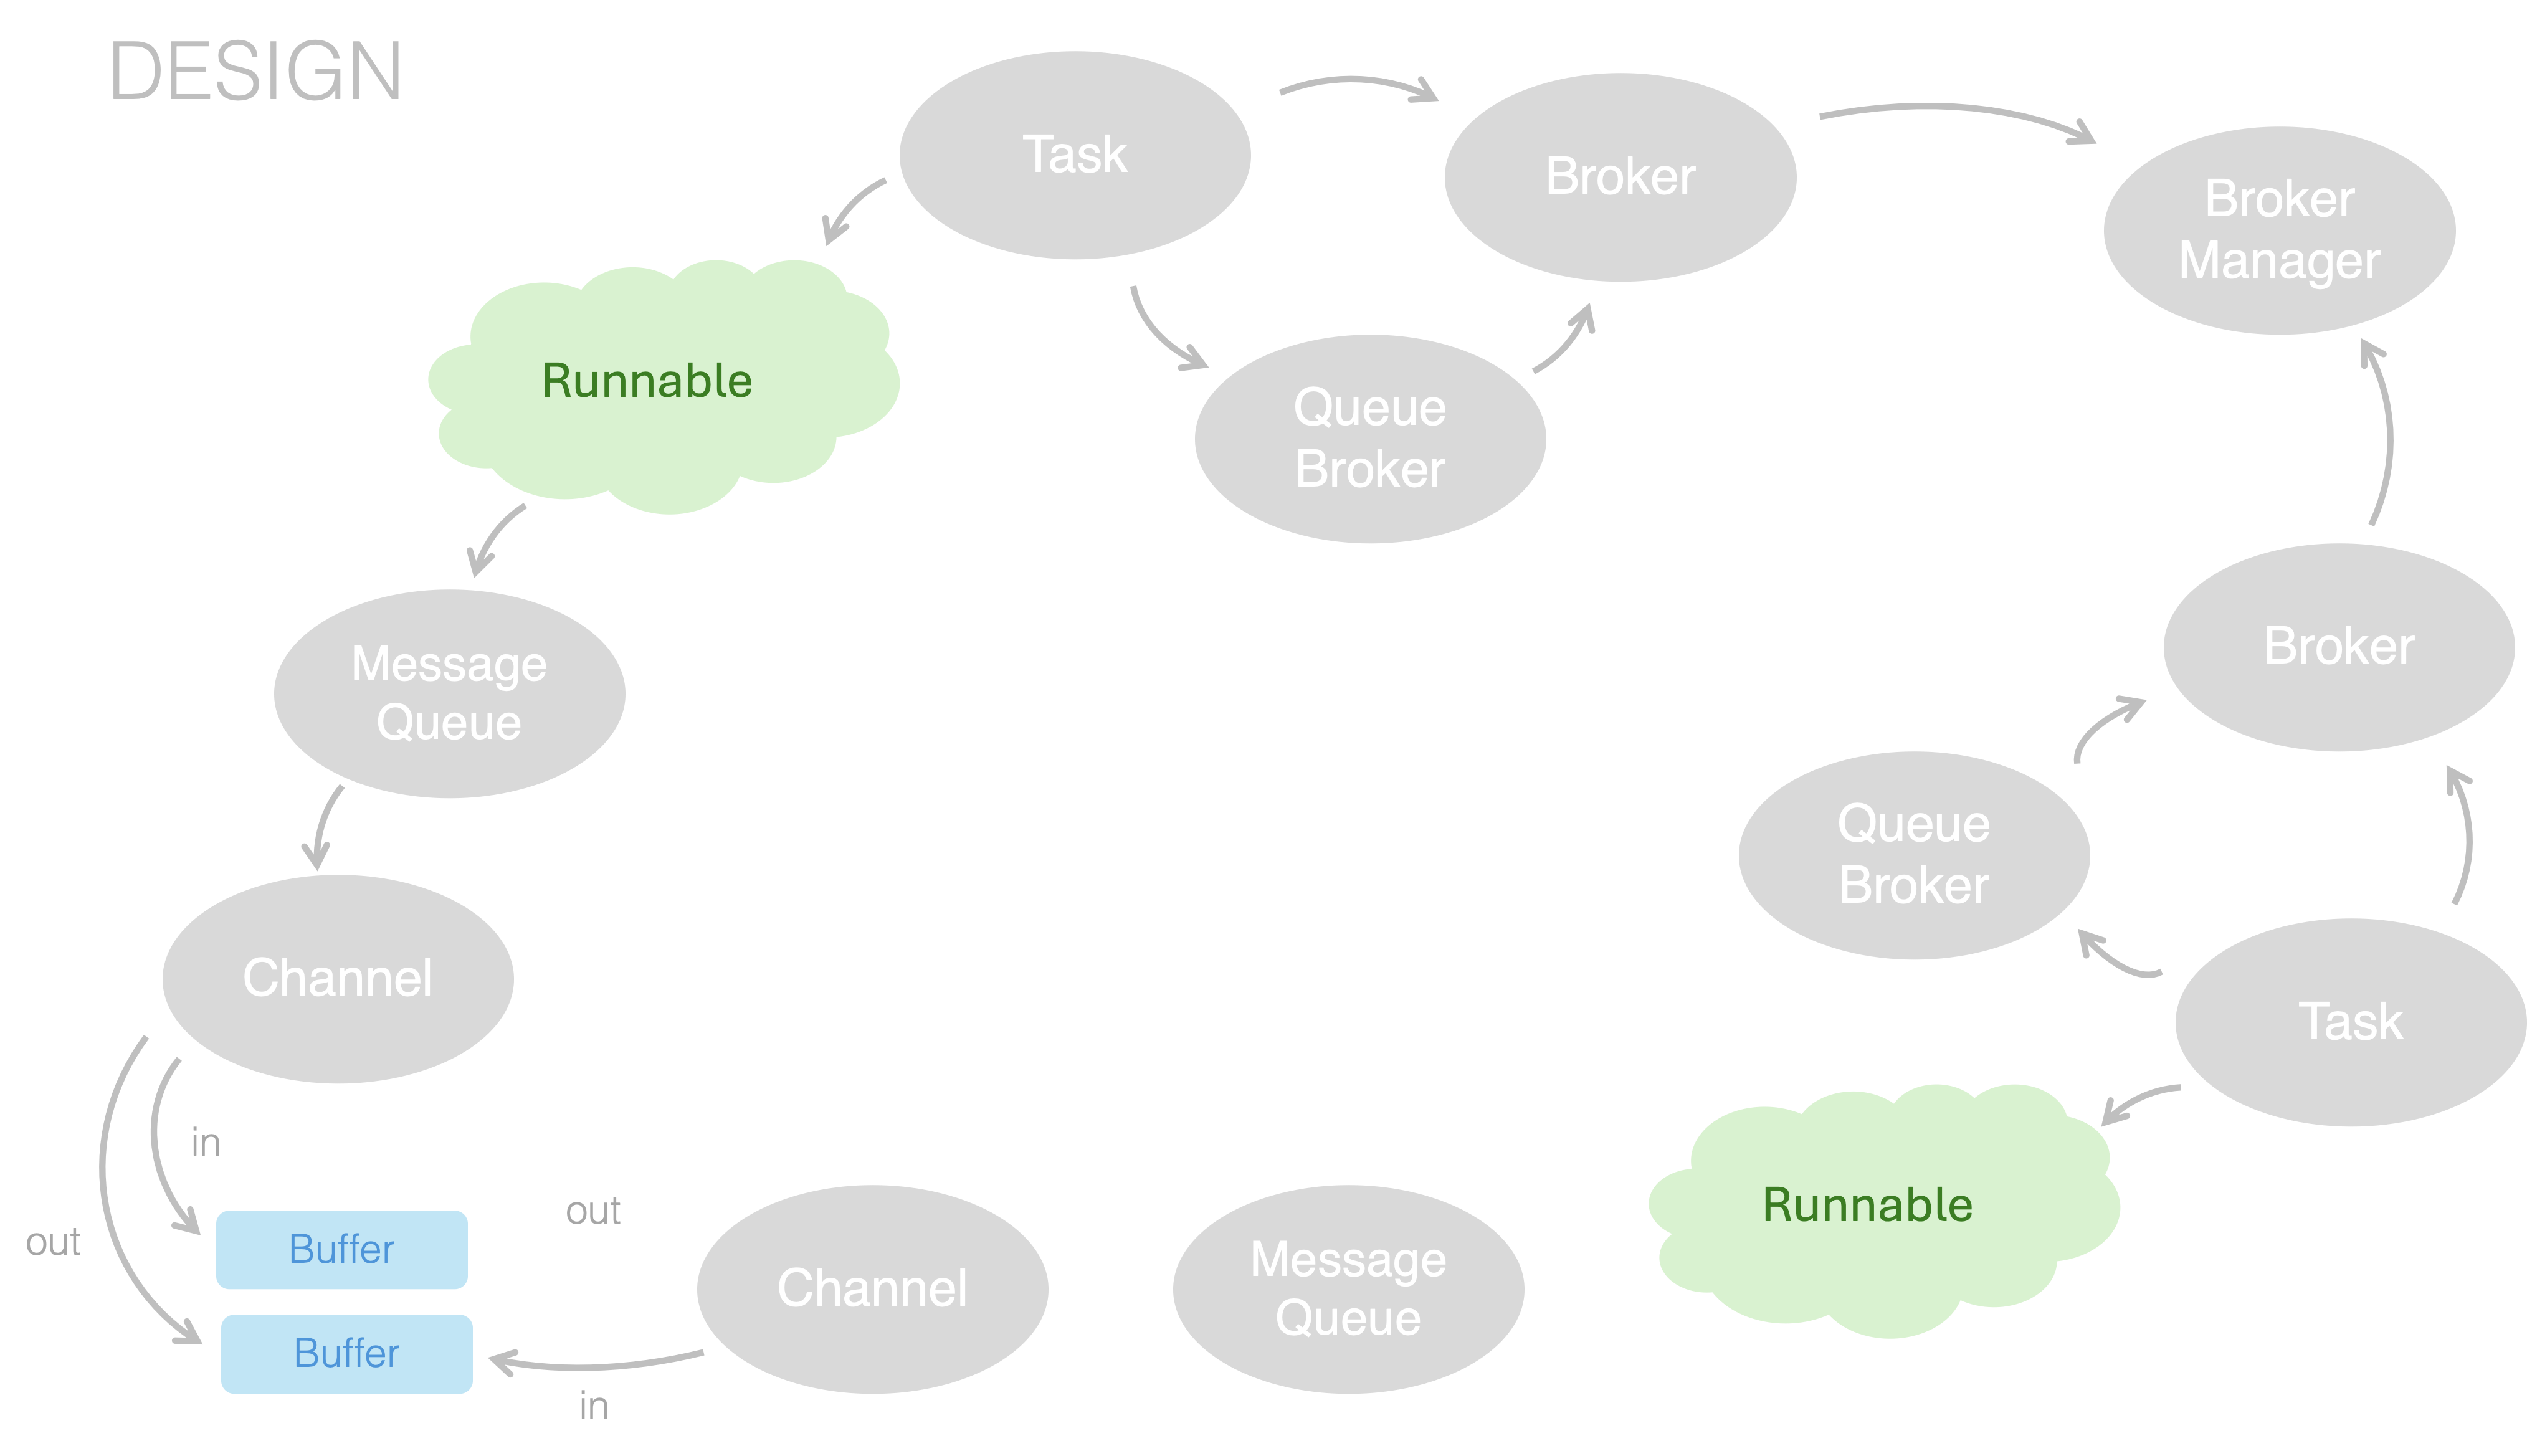 DESIGN
Task
Broker
Broker
Manager
Runnable
Queue
Broker
Message
Queue
Broker
Queue
Broker
Channel
Task
in
out
Buffer
out
Channel
Message
Queue
Runnable
Buffer
in